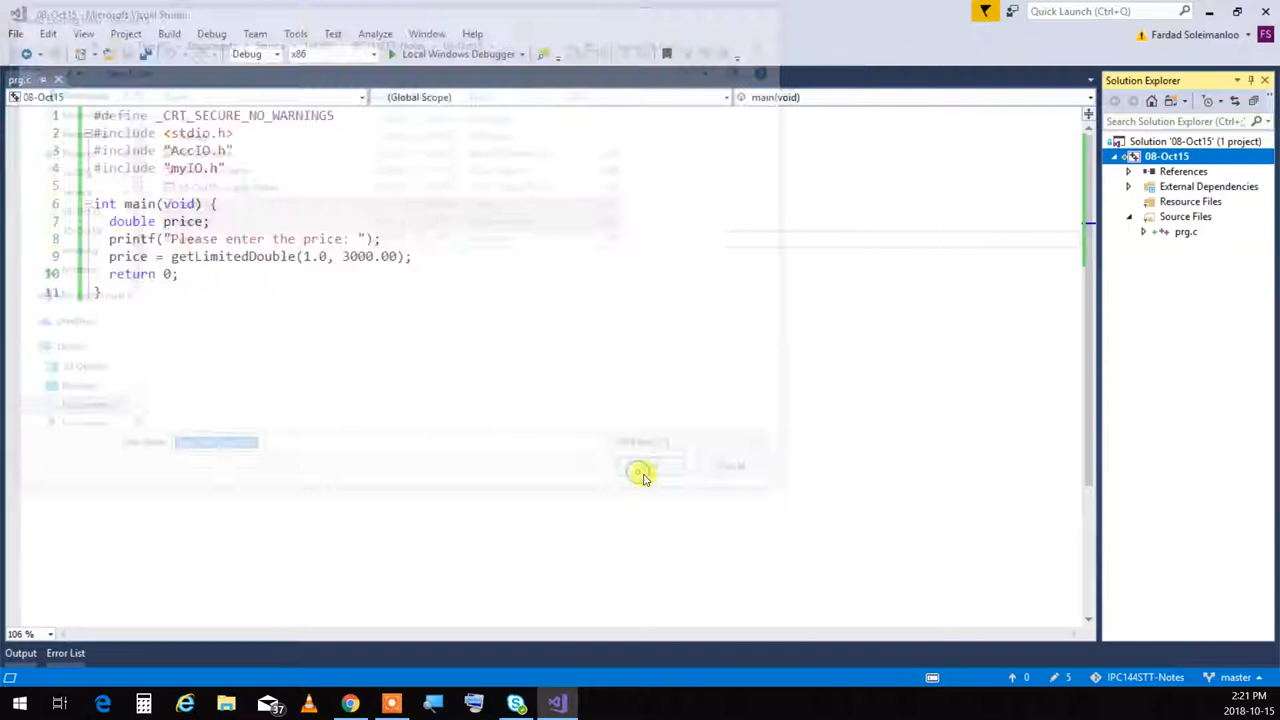 08-Oct15 - Microsoft Visual Studio
Quick Launch (Ctrl+Q)
File Edit View Project Build Debug Team Tools Test Analyze Window Help
Fardad Soleimanloo FS
Debug x86 Local Windows Debugger
prg.c
Solution Explorer
08-Oct15 (Global Scope) main(void)
Search Solution Explorer (Ctrl+;)
1 #define _CRT_SECURE_NO_WARNINGS
2 #include <stdio.h>
3 #include "AccIO.h"
4 #include "myIO.h"
5
6 int main(void) {
7 double price;
8 printf("Please enter the price: ");
9 price = getLimitedDouble(1.0, 3000.00);
10 return 0;
11 }
Solution '08-Oct15' (1 project)
08-Oct15
References
External Dependencies
Resource Files
Source Files
prg.c
106 %
Output Error List
0 5 IPC144STT-Notes master
37
2:21 PM
2018-10-15